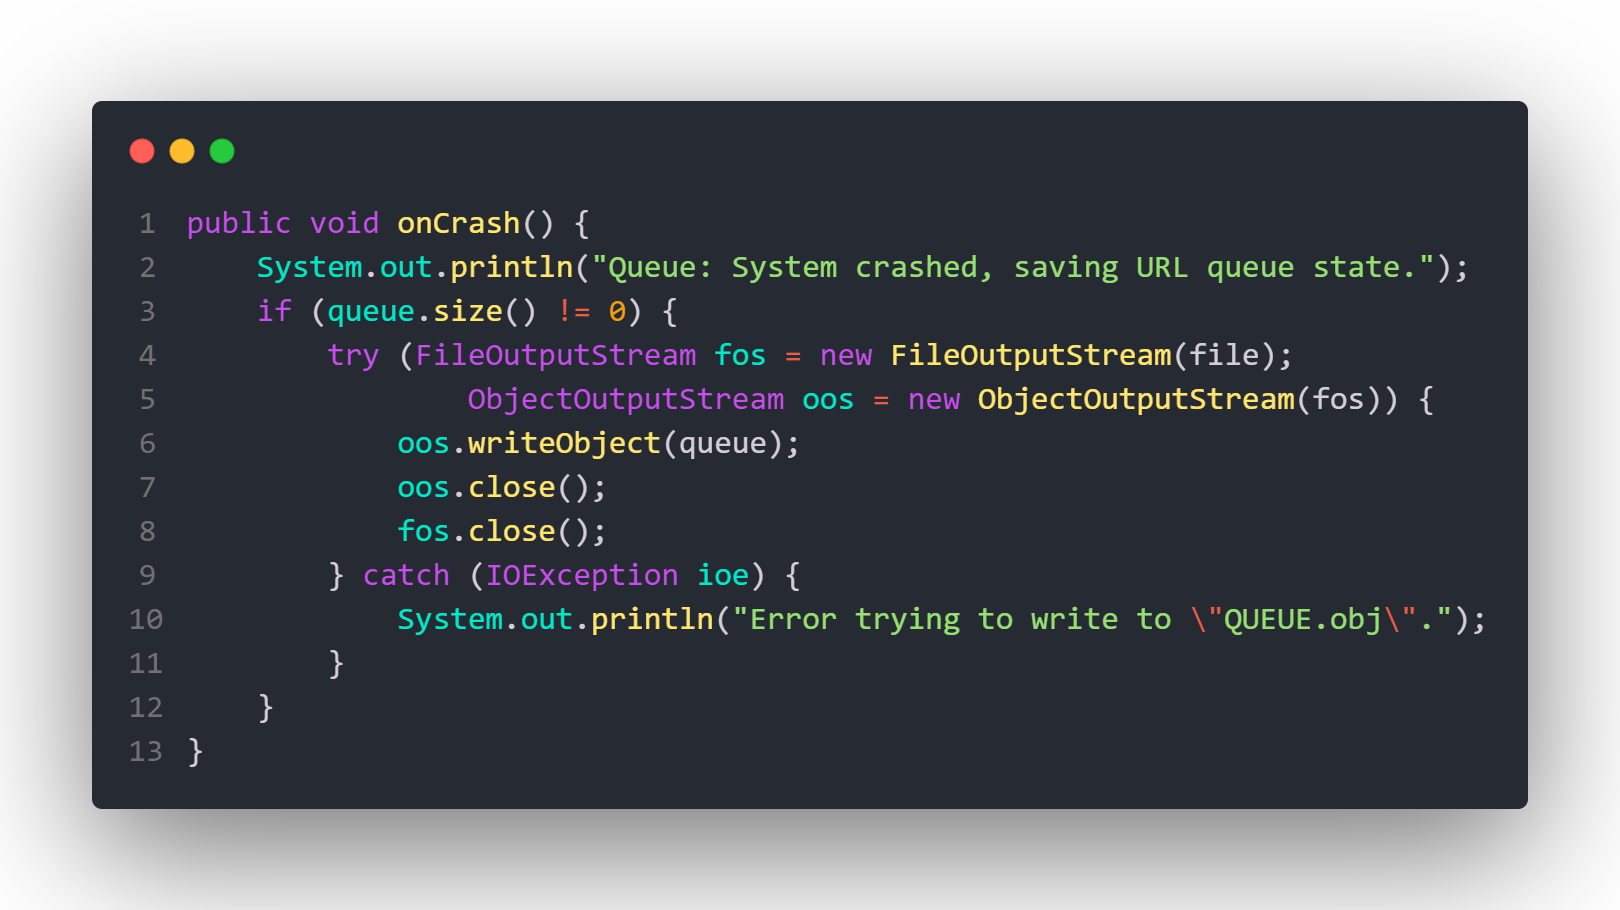 1 public void onCrash() {
2     System.out.println("Queue: System crashed, saving URL queue state.");
3     if (queue.size() != 0) {
4         try (FileOutputStream fos = new FileOutputStream(file);
5                 ObjectOutputStream oos = new ObjectOutputStream(fos)) {
6             oos.writeObject(queue);
7             oos.close();
8             fos.close();
9         } catch (IOException ioe) {
10             System.out.println("Error trying to write to \"QUEUE.obj\".");
11         }
12     }
13 }